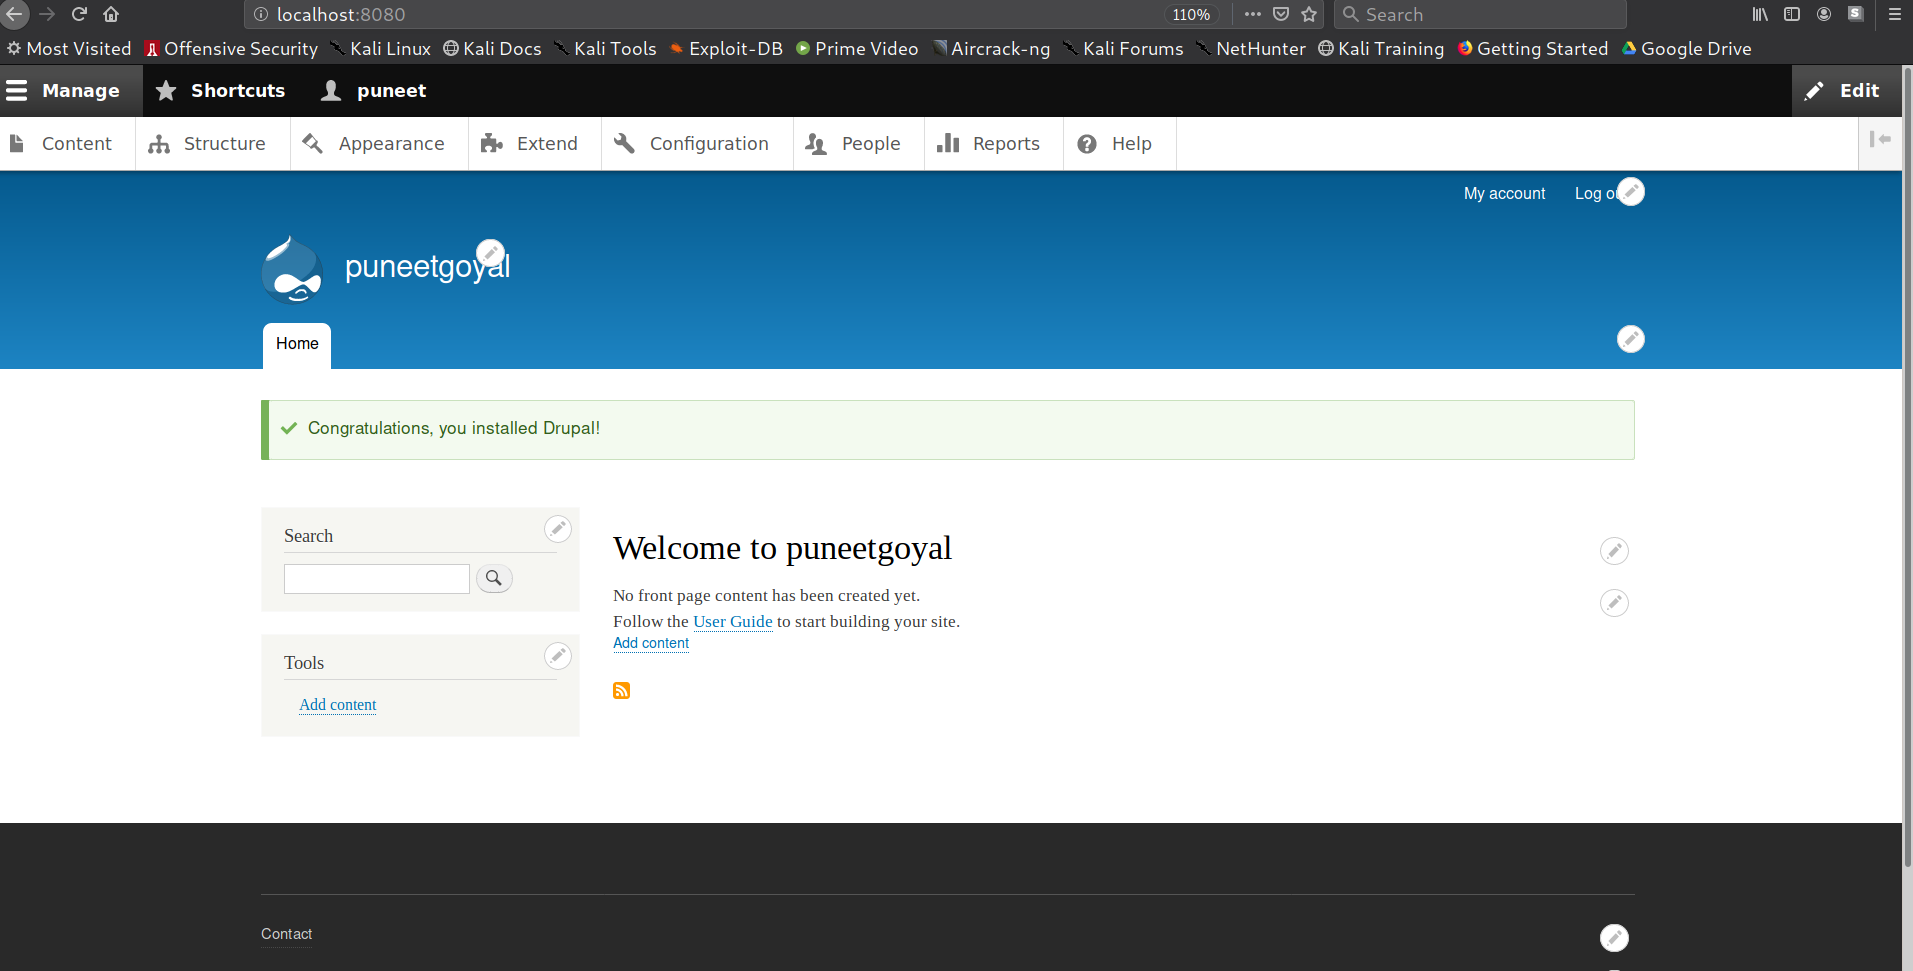 localhost:8080 110% Search
Most Visited Offensive Security Kali Linux Kali Docs Kali Tools Exploit-DB Prime Video Aircrack-ng Kali Forums NetHunter Kali Training Getting Started Google Drive
Manage Shortcuts puneet Edit
Content Structure Appearance Extend Configuration People Reports Help
My account Log ou
puneetgoyal
Home
Congratulations, you installed Drupal!
Search
Welcome to puneetgoyal
No front page content has been created yet.
Follow the User Guide to start building your site.
Add content
Tools
Add content
Contact